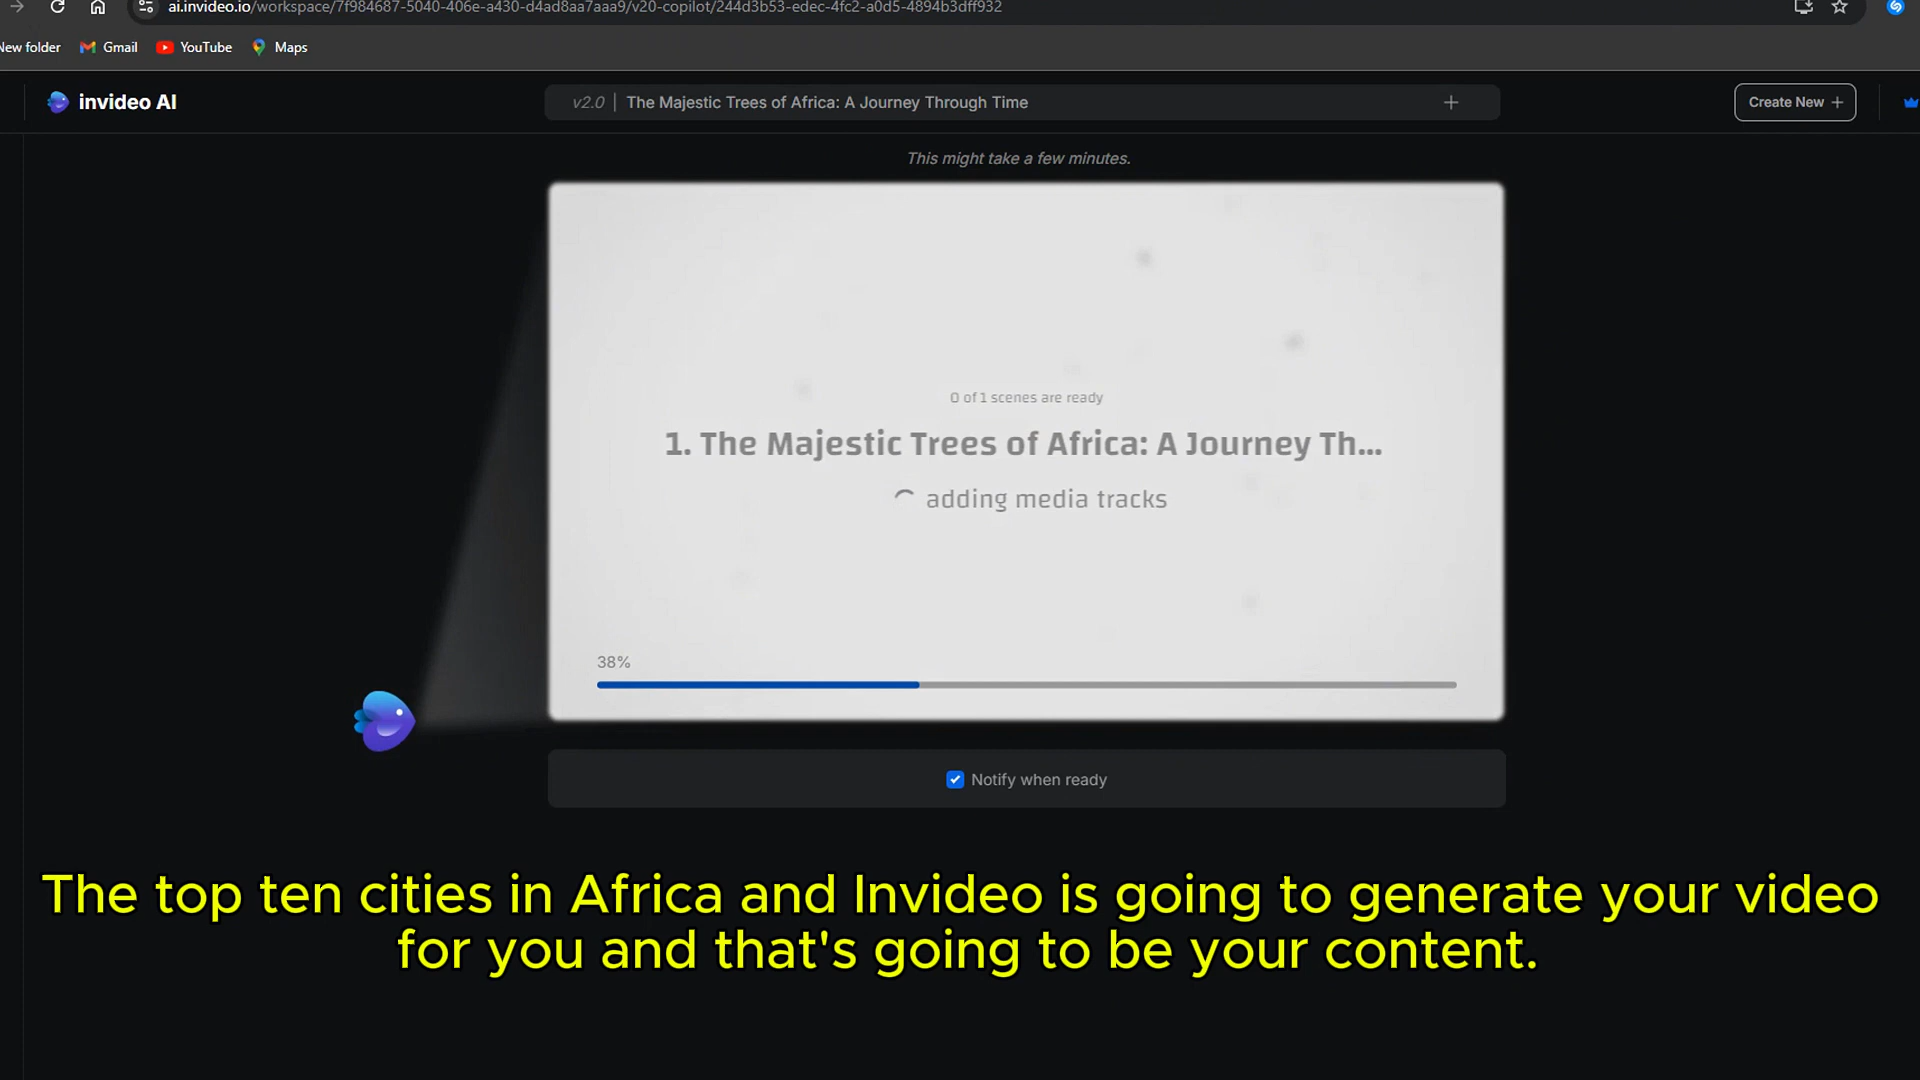 ai.invideo.io/workspace/7f984687-5040-406e-a430-d4ad8aa7aaa9/v20-copilot/244d3b53-edec-4fc2-a0d5-4894b3dff932
New folder Gmail YouTube Maps
invideo AI
v2.0 | The Majestic Trees of Africa: A Journey Through Time +
Create New +
This might take a few minutes.
0 of 1 scenes are ready
1. The Majestic Trees of Africa: A Journey Th...
adding media tracks
38%
Notify when ready
The top ten cities in Africa and Invideo is going to generate your video
for you and that's going to be your content.